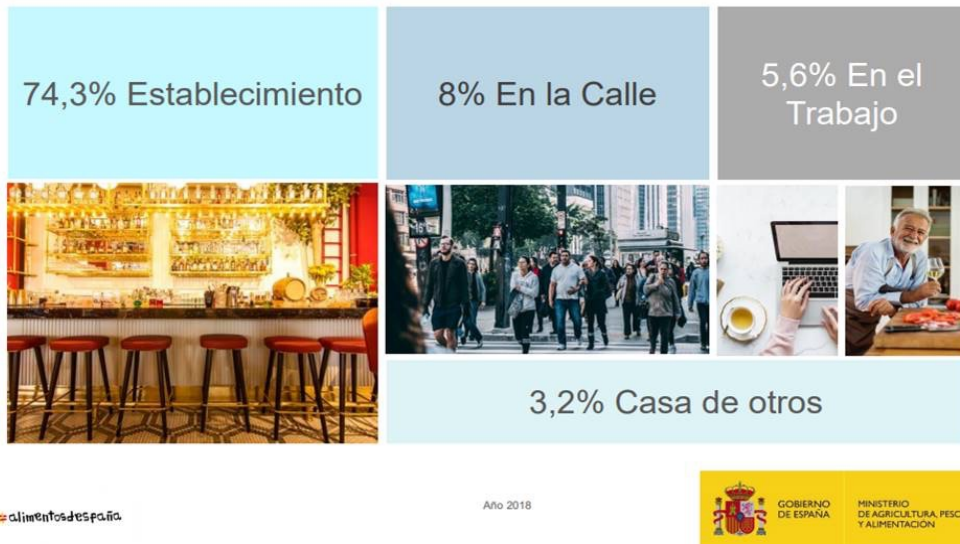 74,3% Establecimiento
8% En la Calle
5,6% En el
Trabajo
3,2% Casa de otros
#alimentosdespaña
Año 2018
GOBIERNO
DE ESPAÑA
MINISTERIO
DE AGRICULTURA, PESC
Y ALIMENTACIÓN